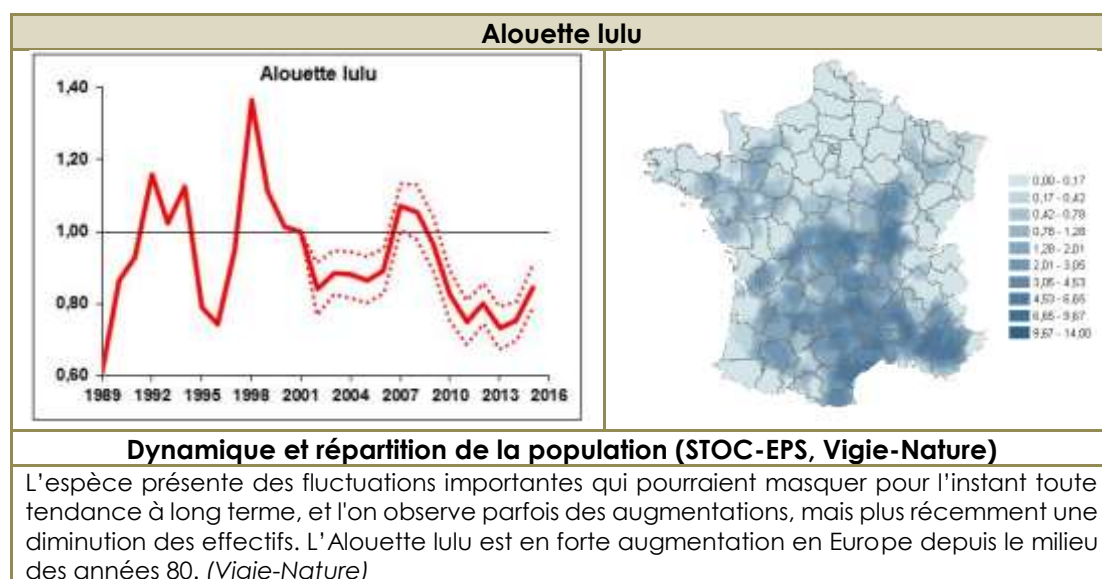 Alouette lulu
Alouette lulu
1,40
1,20
1,00
0,80
0,60
1989 1992 1995 1998 2001 2004 2007 2010 2013 2016
0,00 - 0,17
0,17 - 0,42
0,42 - 0,78
0,78 - 1,28
1,28 - 2,01
2,01 - 3,05
3,05 - 4,53
4,53 - 6,65
6,65 - 9,67
9,67 - 14,00
Dynamique et répartition de la population (STOC-EPS, Vigie-Nature)
L’espèce présente des fluctuations importantes qui pourraient masquer pour l’instant toute
tendance à long terme, et l'on observe parfois des augmentations, mais plus récemment une
diminution des effectifs. L’Alouette lulu est en forte augmentation en Europe depuis le milieu
des années 80. (Vigie-Nature)